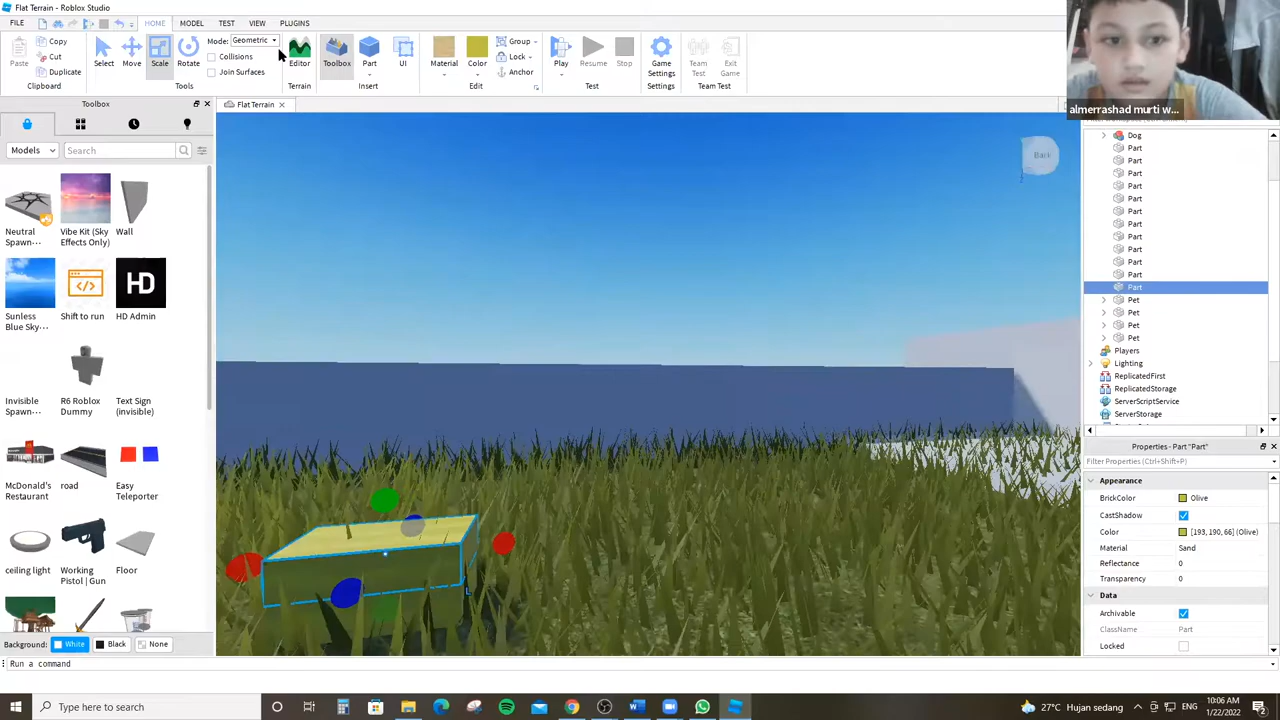 Flat Terrain - Roblox Studio
FILE HOME MODEL TEST VIEW PLUGINS
Paste Copy Cut Duplicate Clipboard
Select Move Scale Rotate Mode: Geometric Collisions Join Surfaces Tools
Editor Terrain
Toolbox Part UI Insert
Material Color Group Lock Anchor Edit
Play Resume Stop Test
Game Settings Settings
Team Test Exit Game Team Test
almerrashad murti w...
Toolbox
Flat Terrain
Models Search
Neutral Spawn...
Vibe Kit (Sky Effects Only)
Wall
Sunless Blue Sky...
Shift to run
HD
HD Admin
Invisible Spawn...
R6 Roblox Dummy
Text Sign (invisible)
McDonald's Restaurant
road
Easy Teleporter
ceiling light
Working Pistol | Gun
Floor
Background: White Black None
Run a command
Back
Dog
Part
Part
Part
Part
Part
Part
Part
Part
Part
Part
Part
Part
Pet
Pet
Pet
Pet
Players
Lighting
ReplicatedFirst
ReplicatedStorage
ServerScriptService
ServerStorage
Properties - Part "Part"
Filter Properties (Ctrl+Shift+P)
Appearance
BrickColor Olive
CastShadow
Color [193, 190, 66] (Olive)
Material Sand
Reflectance 0
Transparency 0
Data
Archivable
ClassName Part
Locked
Type here to search
27°C Hujan sedang
ENG
10:06 AM
1/22/2022
2